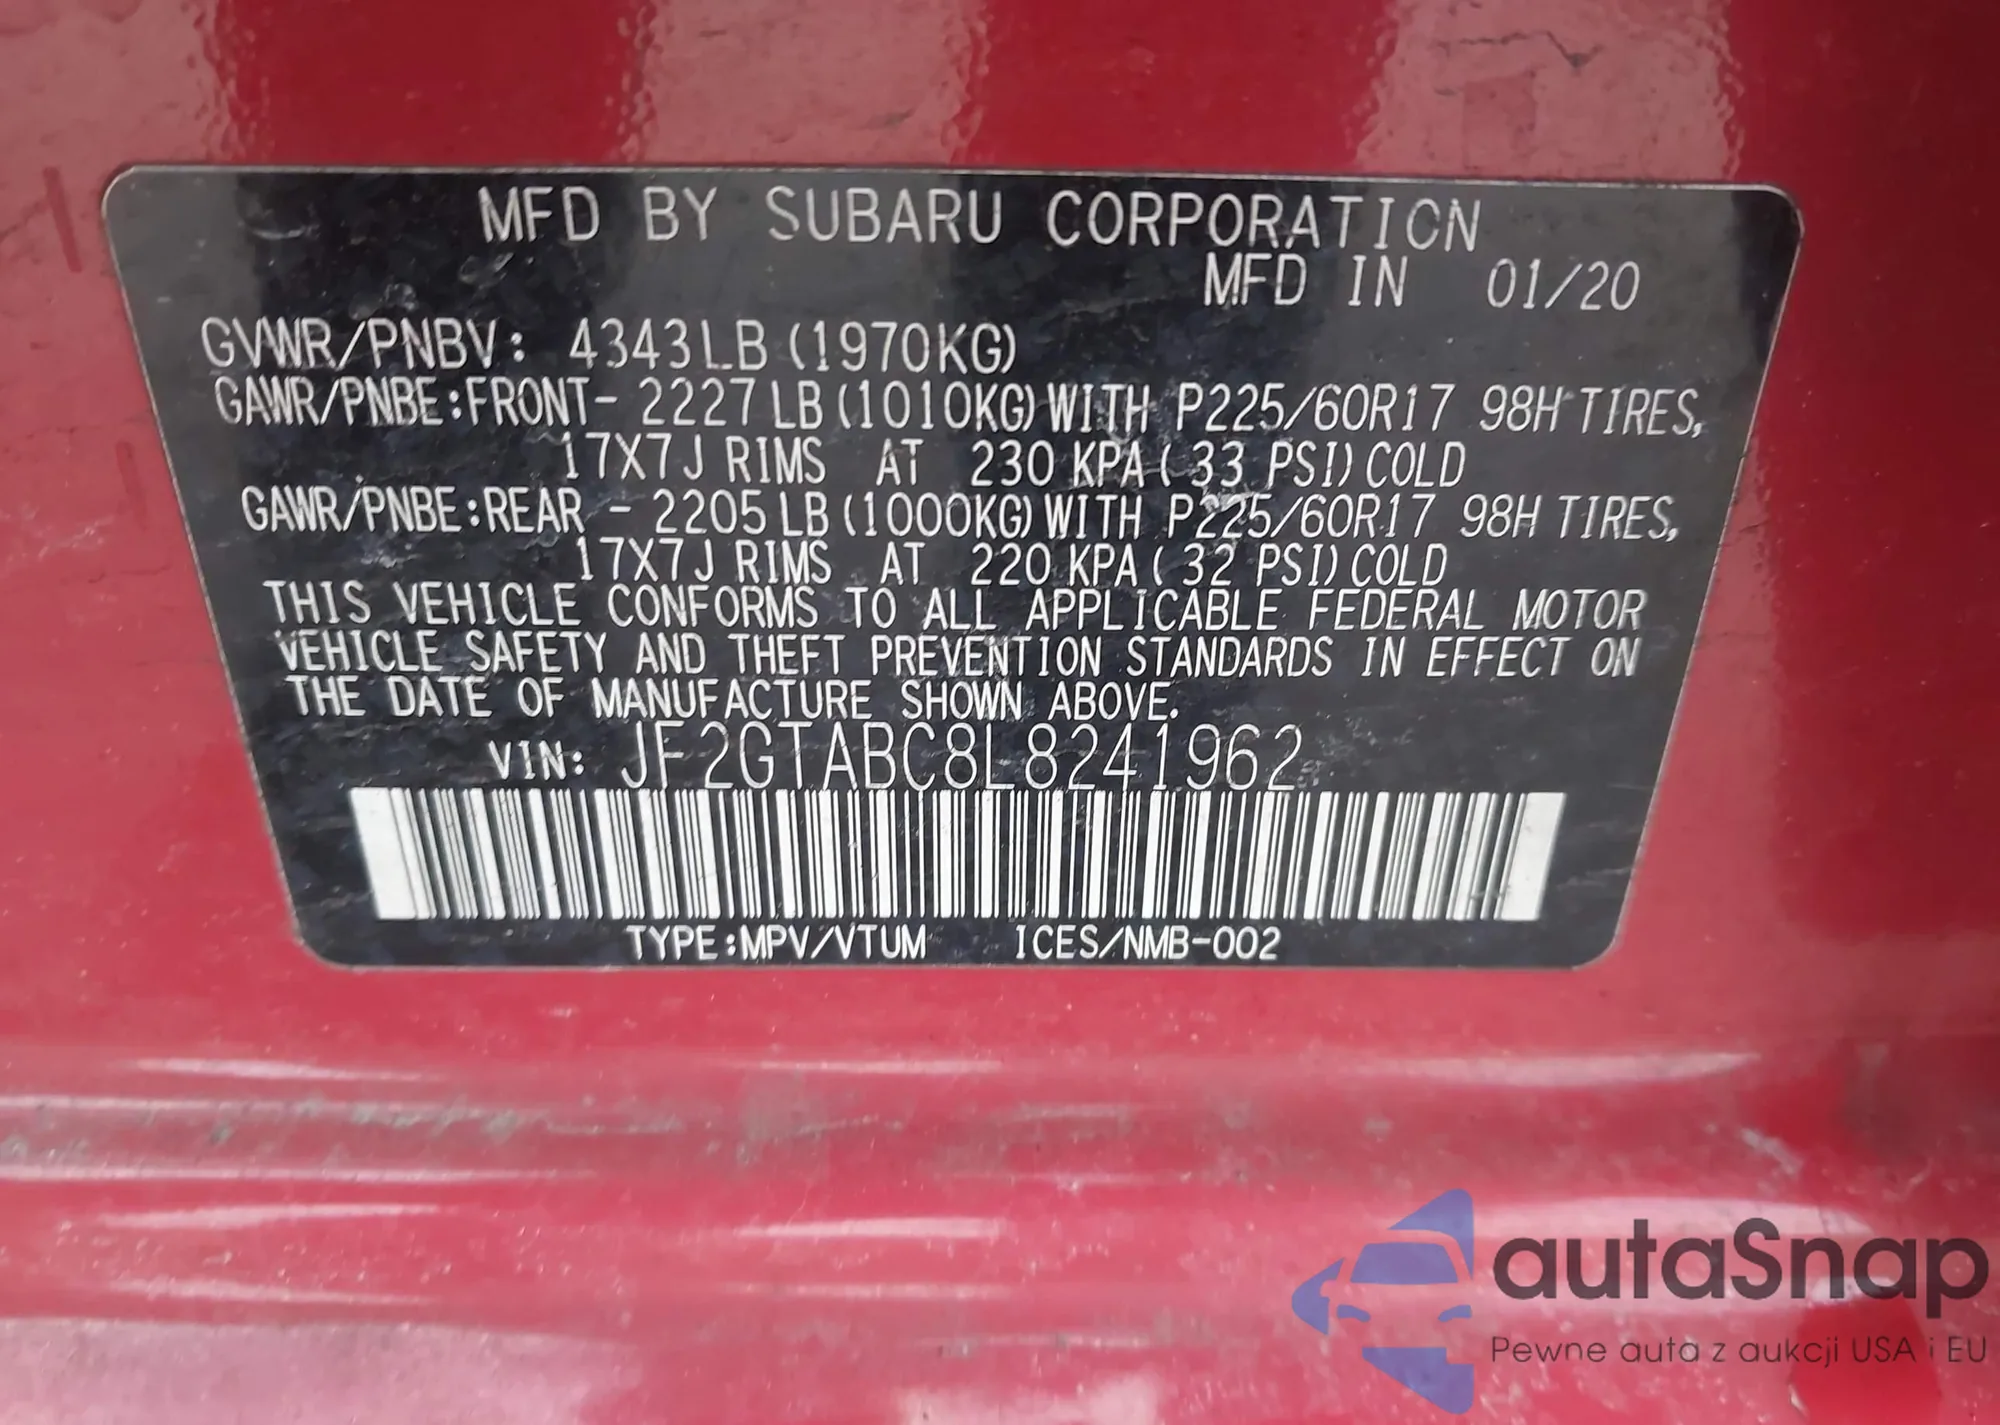 MFD BY SUBARU CORPORATION
MFD IN 01/20
GVWR/PNBV: 4343LB (1970KG)
GAWR/PNBE:FRONT- 2227LB (1010KG) WITH P225/60R17 98H TIRES,
17X7J RIMS AT 230 KPA ( 33 PSI) COLD
GAWR/PNBE:REAR - 2205LB (1000KG) WITH P225/60R17 98H TIRES,
17X7J RIMS AT 220 KPA ( 32 PSI) COLD
THIS VEHICLE CONFORMS TO ALL APPLICABLE FEDERAL MOTOR
VEHICLE SAFETY AND THEFT PREVENTION STANDARDS IN EFFECT ON
THE DATE OF MANUFACTURE SHOWN ABOVE.
VIN: JF2GTABC8L8241962
TYPE:MPV/VTUM ICES/NMB-002
autaSnap
Pewne auta z aukcji USA i EU